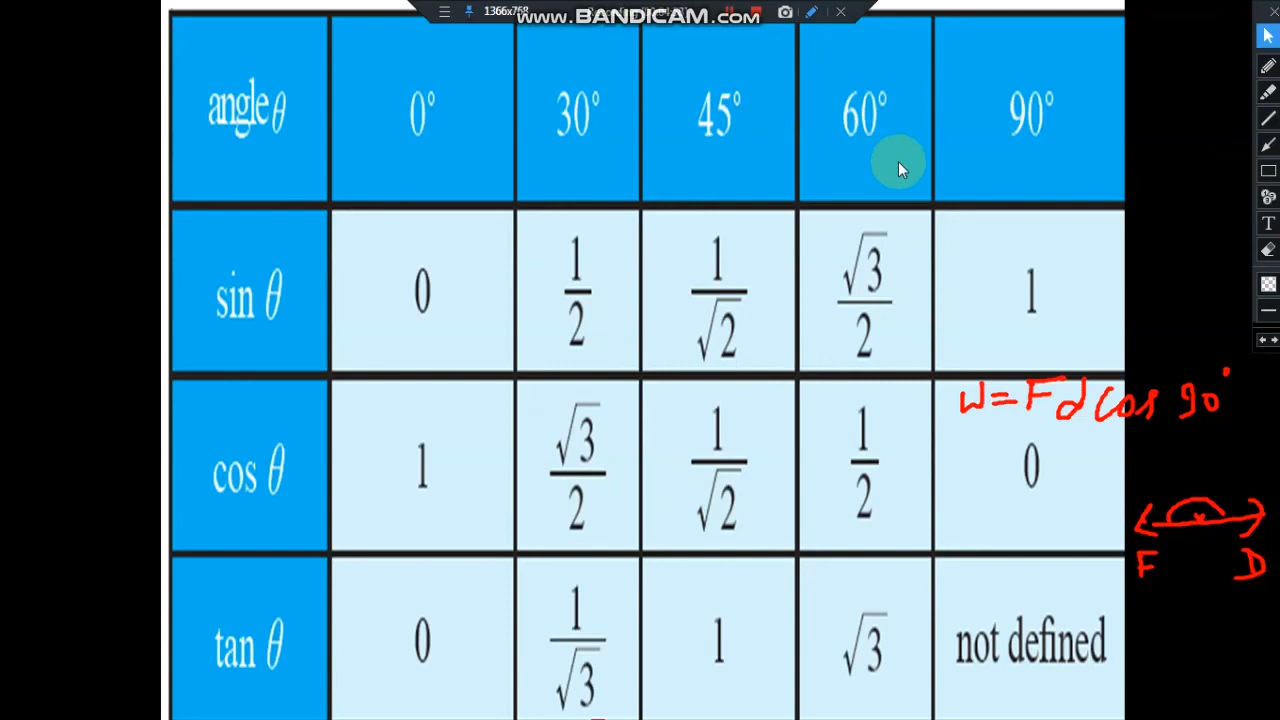 1366x768
www.BANDICAM.com
angle θ 0° 30° 45° 60° 90°
sin θ 0 1/2 1/√2 √3/2 1
W=Fd cos 90°
cos θ 1 √3/2 1/√2 1/2 0
F D
tan θ 0 1/√3 1 √3 not defined